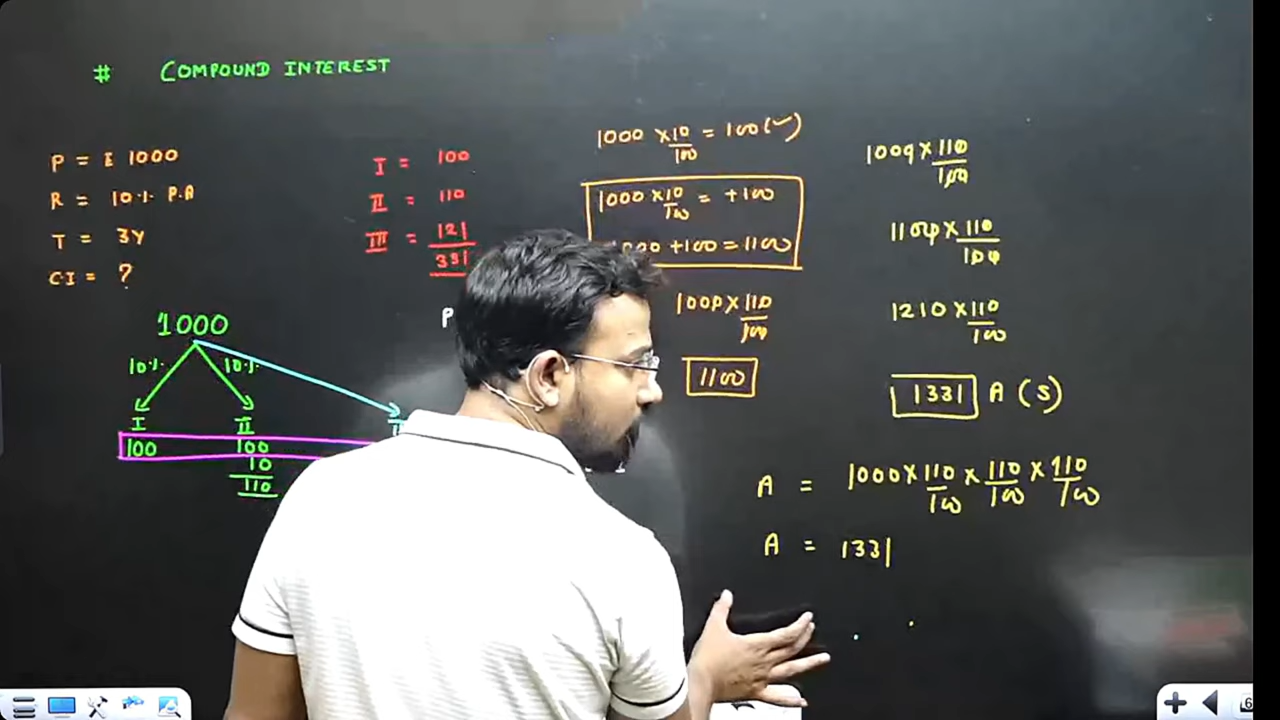 # COMPOUND INTEREST
P = ₹ 1000
R = 10% P.A
T = 3Y
C.I = ?
I = 100
II = 110
III = 121
331
1000 × 10/100 = 100 (✓)
1000 × 10/100 = +100
1000 + 100 = 1100
1000 × 110/100
1100
1000 × 110/100
1100 × 110/100
1210 × 110/100
1331 A (S)
A = 1000 × 110/100 × 110/100 × 110/100
A = 1331
P
1000
10% 10%
I II
100 100
10
110